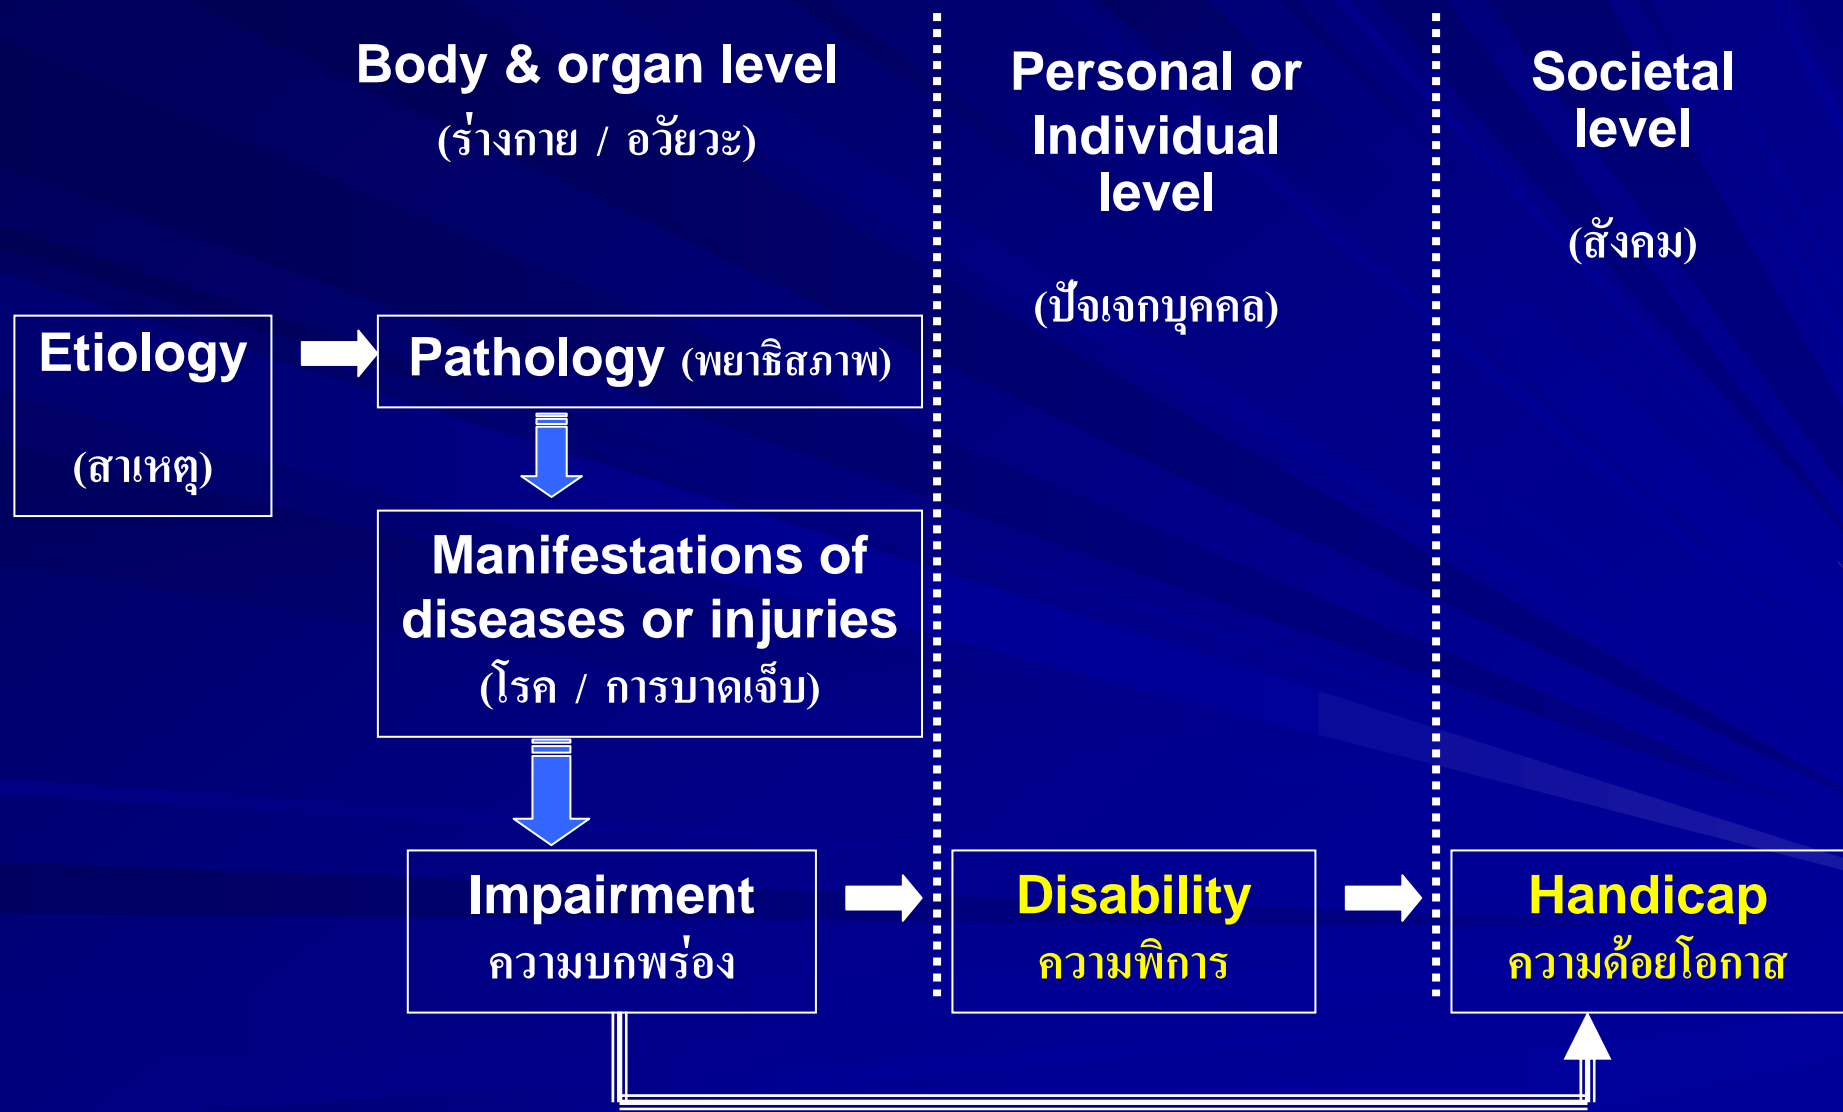 Body & organ level
(ร่างกาย / อวัยวะ)
Personal or
Individual
level
(ปัจเจกบุคคล)
Societal
level
(สังคม)
Etiology
(สาเหตุ)
Pathology (พยาธิสภาพ)
Manifestations of
diseases or injuries
(โรค / การบาดเจ็บ)
Impairment
ความบกพร่อง
Disability
ความพิการ
Handicap
ความด้อยโอกาส